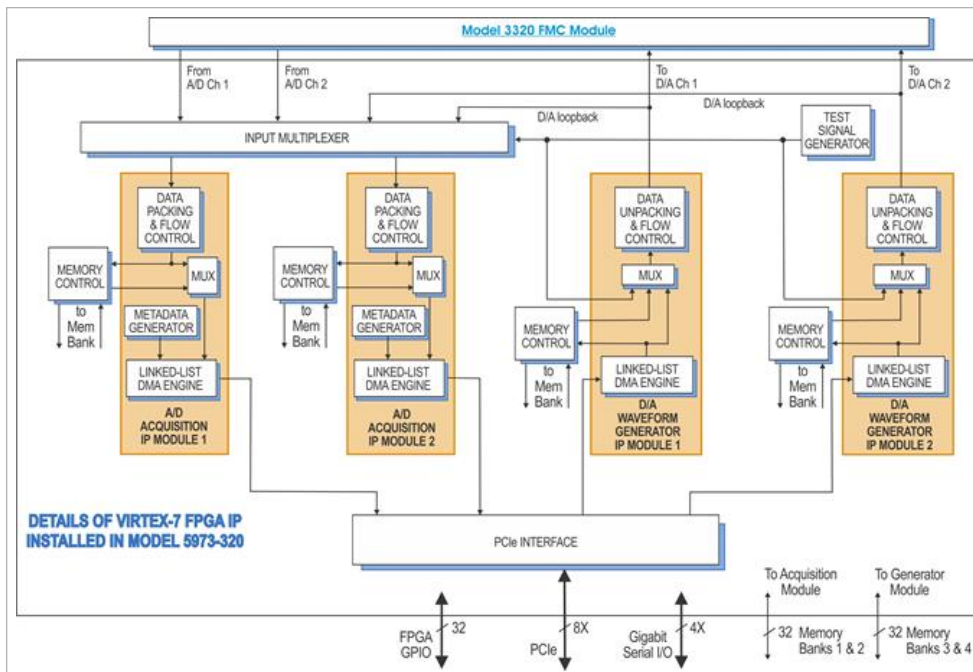 Model 3320 FMC Module
From
A/D Ch 1
From
A/D Ch 2
To
D/A Ch 1
To
D/A Ch 2
D/A loopback
D/A loopback
INPUT MULTIPLEXER
TEST
SIGNAL
GENERATOR
DATA
PACKING
& FLOW
CONTROL
MEMORY
CONTROL
MUX
to
Mem
Bank
METADATA
GENERATOR
LINKED-LIST
DMA ENGINE
A/D
ACQUISITION
IP MODULE 1
DATA
PACKING
& FLOW
CONTROL
MEMORY
CONTROL
MUX
to
Mem
Bank
METADATA
GENERATOR
LINKED-LIST
DMA ENGINE
A/D
ACQUISITION
IP MODULE 2
DATA
UNPACKING
& FLOW
CONTROL
MUX
MEMORY
CONTROL
to
Mem
Bank
LINKED-LIST
DMA ENGINE
D/A
WAVEFORM
GENERATOR
IP MODULE 1
DATA
UNPACKING
& FLOW
CONTROL
MUX
MEMORY
CONTROL
to
Mem
Bank
LINKED-LIST
DMA ENGINE
D/A
WAVEFORM
GENERATOR
IP MODULE 2
DETAILS OF VIRTEX-7 FPGA IP
INSTALLED IN MODEL 5973-320
PCIe INTERFACE
32
FPGA
GPIO
8X
PCIe
4X
Gigabit
Serial I/O
To Acquisition
Module
32 Memory
Banks 1 & 2
To Generator
Module
32 Memory
Banks 3 & 4